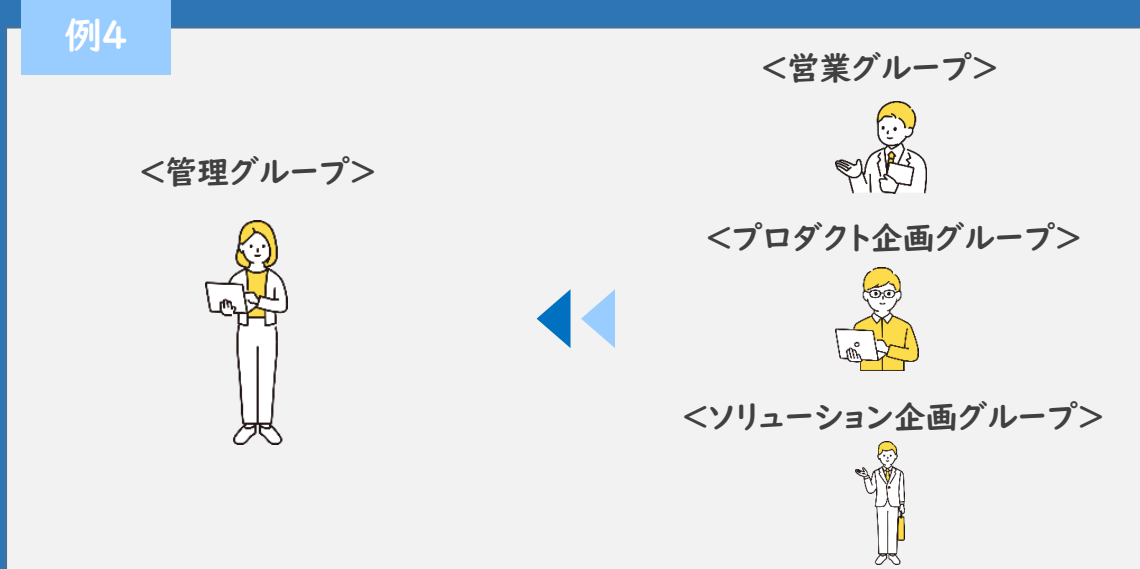 例4
＜営業グループ＞
＜管理グループ＞
＜プロダクト企画グループ＞
＜ソリューション企画グループ＞